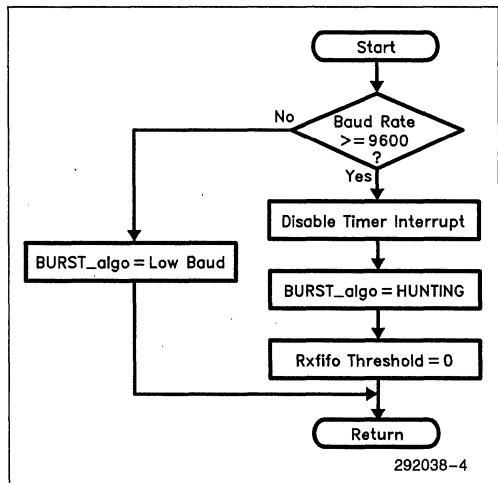 Start
No
Baud Rate
>=9600
?
Yes
Disable Timer Interrupt
BURST_algo=Low Baud
BURST_algo=HUNTING
Rxfifo Threshold=0
Return
292038-4